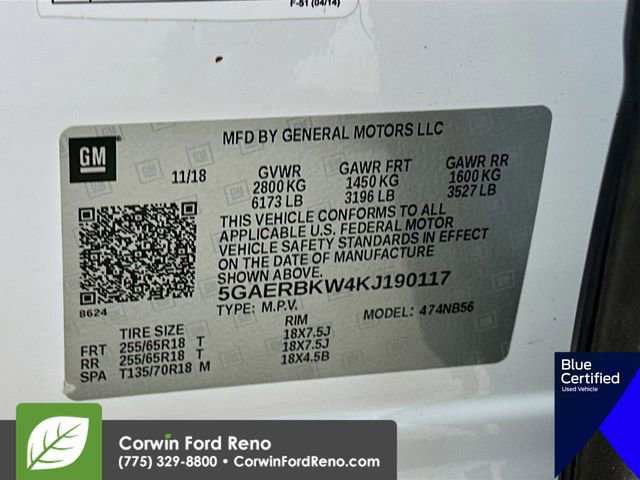 F-51 (04/14)
MFD BY GENERAL MOTORS LLC
GM
11/18 GVWR GAWR FRT GAWR RR
2800 KG 1450 KG 1600 KG
6173 LB 3196 LB 3527 LB
THIS VEHICLE CONFORMS TO ALL
APPLICABLE U.S. FEDERAL MOTOR
VEHICLE SAFETY STANDARDS IN EFFECT
ON THE DATE OF MANUFACTURE
SHOWN ABOVE.
5GAERBKW4KJ190117
8624
TYPE: M.P.V. MODEL: 474NB56
TIRE SIZE RIM
FRT 255/65R18 T 18X7.5J
RR 255/65R18 T 18X7.5J
SPA T135/70R18 M 18X4.5B
Blue
Certified
Used Vehicle
Corwin Ford Reno
(775) 329-8800 • CorwinFordReno.com